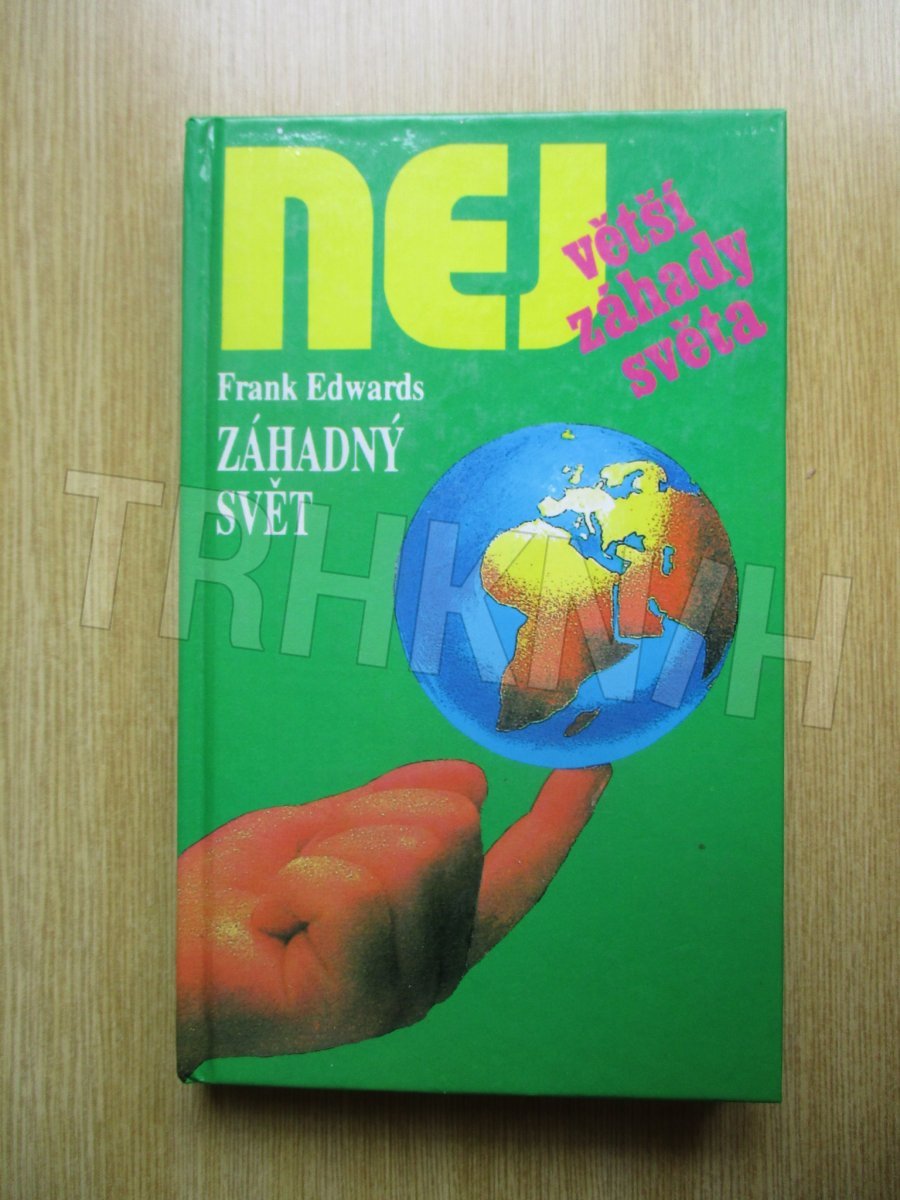 NEJ
větší
záhady
světa
Frank Edwards
ZÁHADNÝ
SVĚT
TRHKNIH